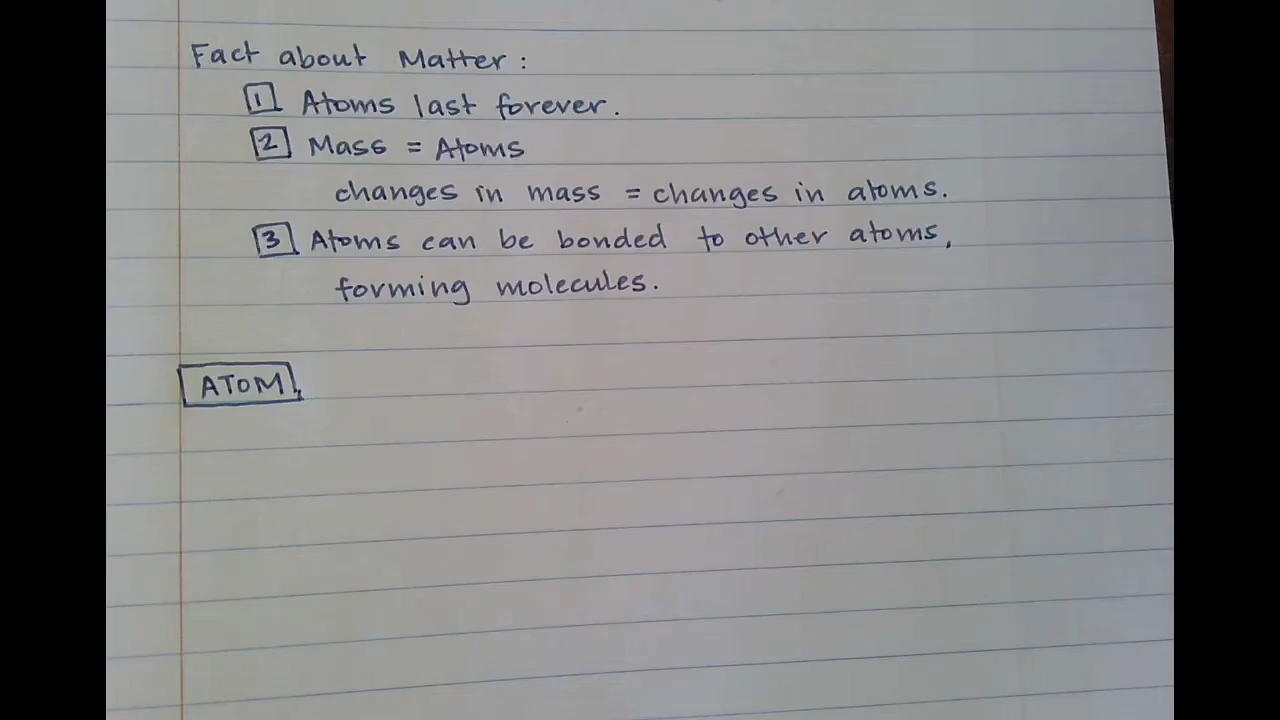 Fact about Matter:
1 Atoms last forever.
2 Mass = Atoms
changes in mass = changes in atoms.
3 Atoms can be bonded to other atoms,
forming molecules.
ATOM